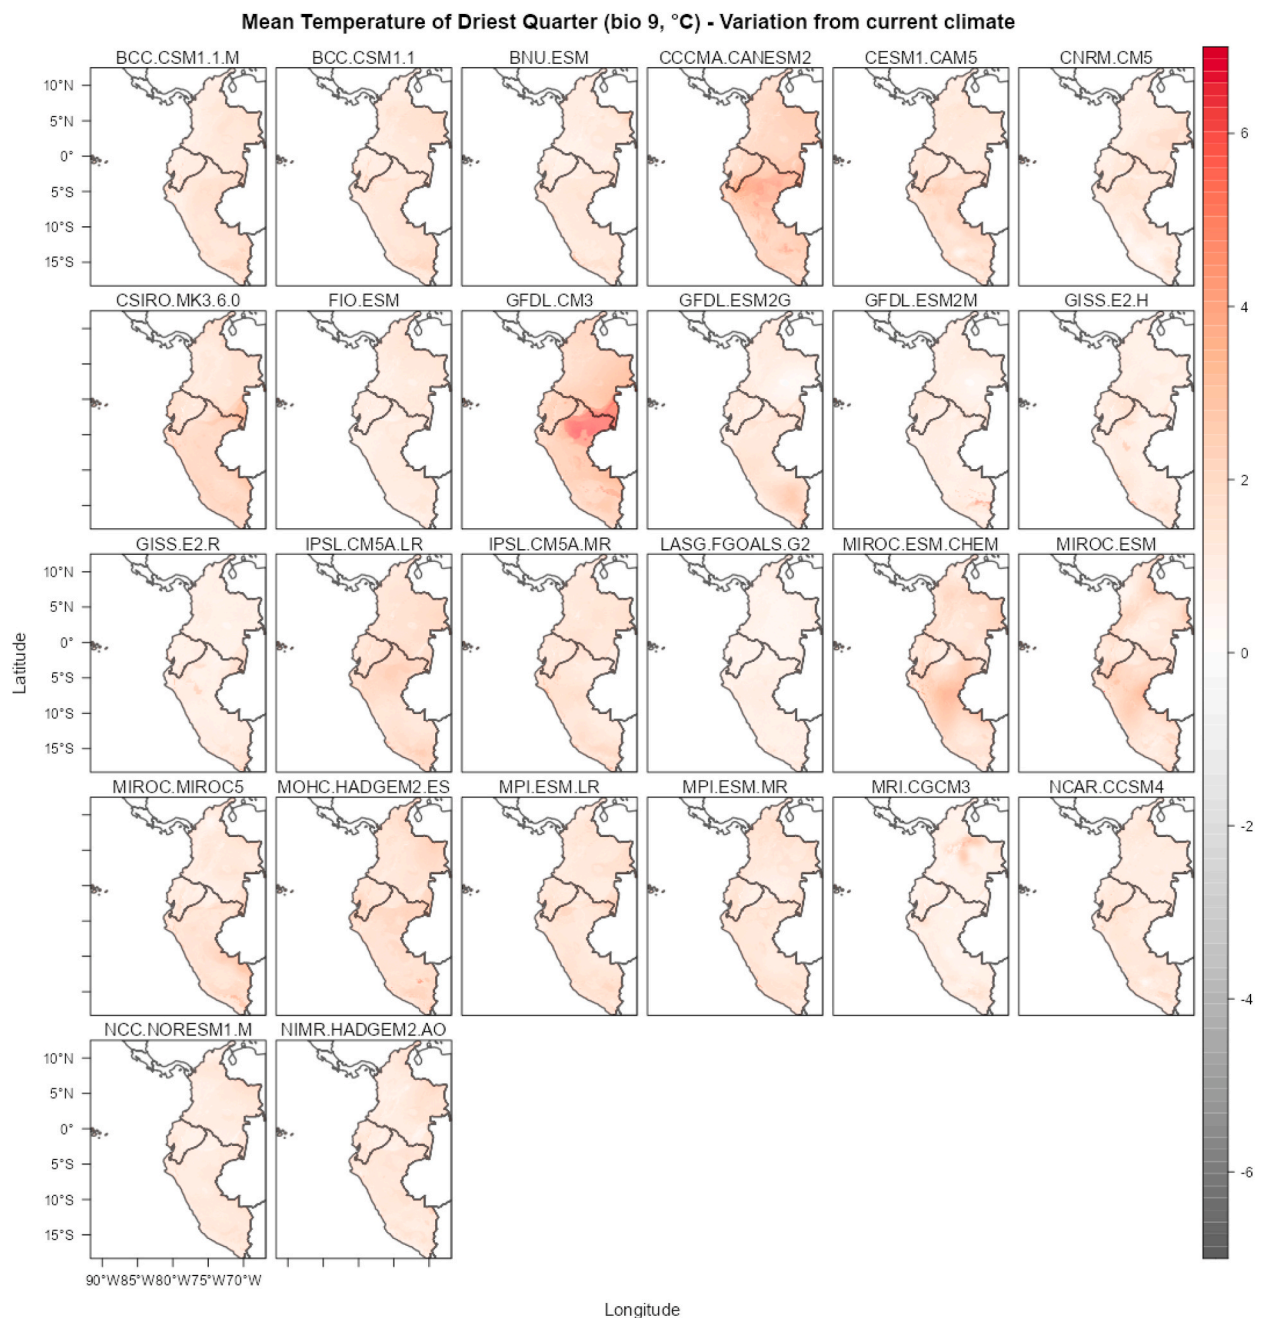 Mean Temperature of Driest Quarter (bio 9, °C) - Variation from current climate
BCC.CSM1.1.M BCC.CSM1.1 BNU.ESM CCCMA.CANESM2 CESM1.CAM5 CNRM.CM5
10°N
5°N
0°
5°S
10°S
15°S
CSIRO.MK3.6.0 FIO.ESM GFDL.CM3 GFDL.ESM2G GFDL.ESM2M GISS.E2.H
GISS.E2.R IPSL.CM5A.LR IPSL.CM5A.MR LASG.FGOALS.G2 MIROC.ESM.CHEM MIROC.ESM
10°N
5°N
0°
5°S
10°S
15°S
MIROC.MIROC5 MOHC.HADGEM2.ES MPI.ESM.LR MPI.ESM.MR MRI.CGCM3 NCAR.CCSM4
NCC.NORESM1.M NIMR.HADGEM2.AO
10°N
5°N
0°
5°S
10°S
15°S
90°W85°W80°W75°W70°W
Latitude
Longitude
6
4
2
0
-2
-4
-6